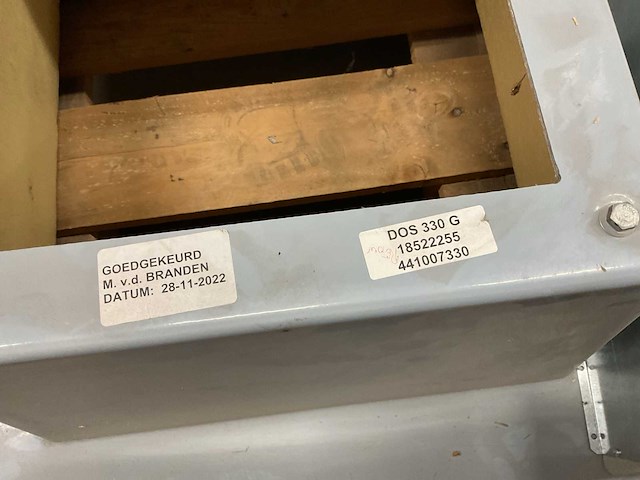 GOEDGEKEURD
M. v.d. BRANDEN
DATUM: 28-11-2022
DOS 330 G
18522255
441007330